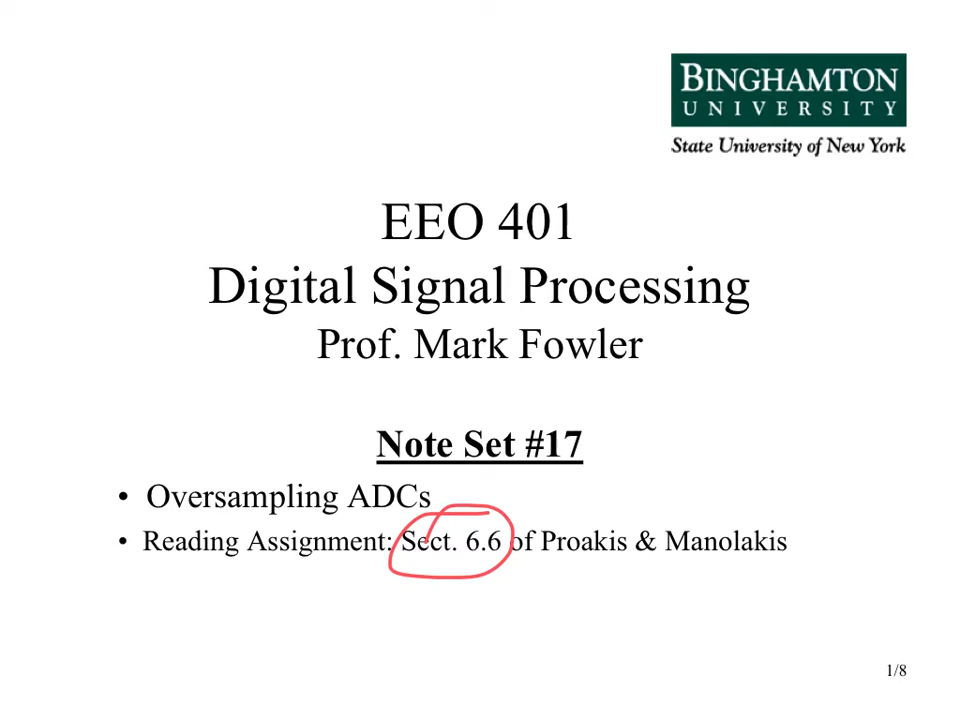 BINGHAMTON
UNIVERSITY
State University of New York
EEO 401
Digital Signal Processing
Prof. Mark Fowler
Note Set #17
• Oversampling ADCs
• Reading Assignment: Sect. 6.6 of Proakis & Manolakis
1/8